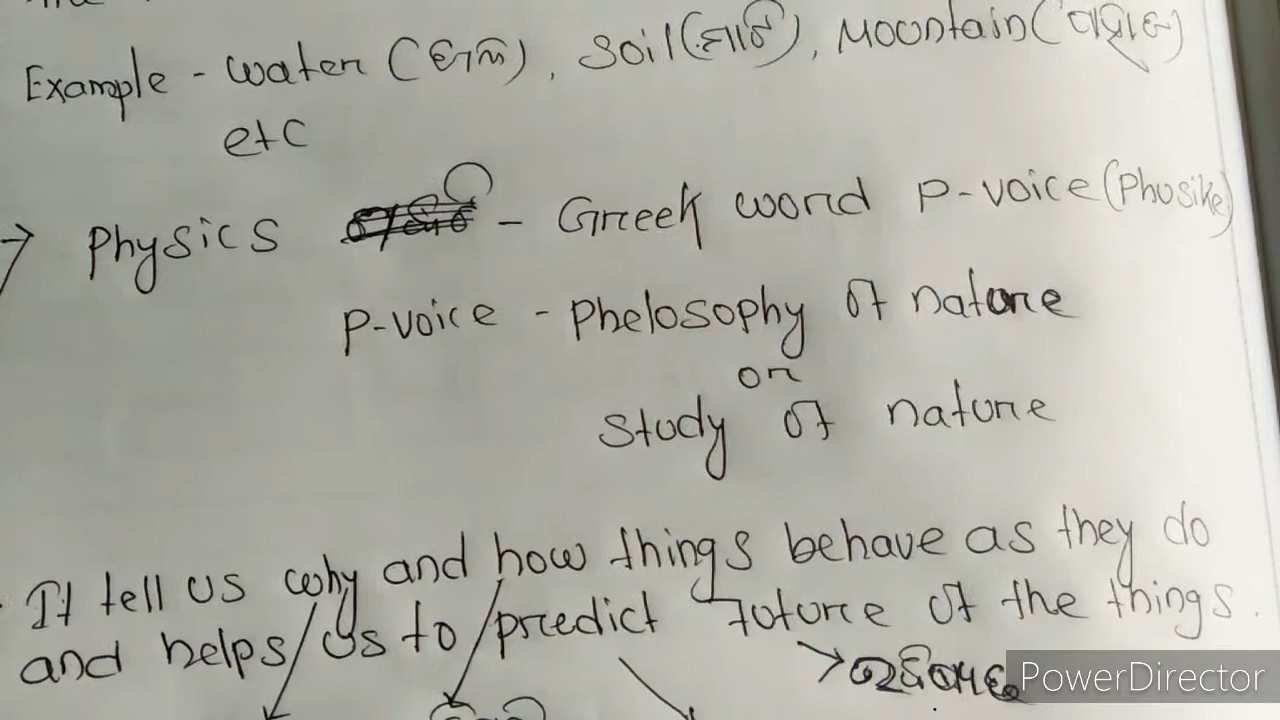 Example - water (ପାଣି), Soil (ମାଟି), Mountain (ପାହାଡ)
etc
→ Physics - Greek word P-voice (Phusike)
P-voice - Phelosophy of nature
or
Study of nature
It tell us why and how things behave as they do
and helps us to predict future of the things.
PowerDirector